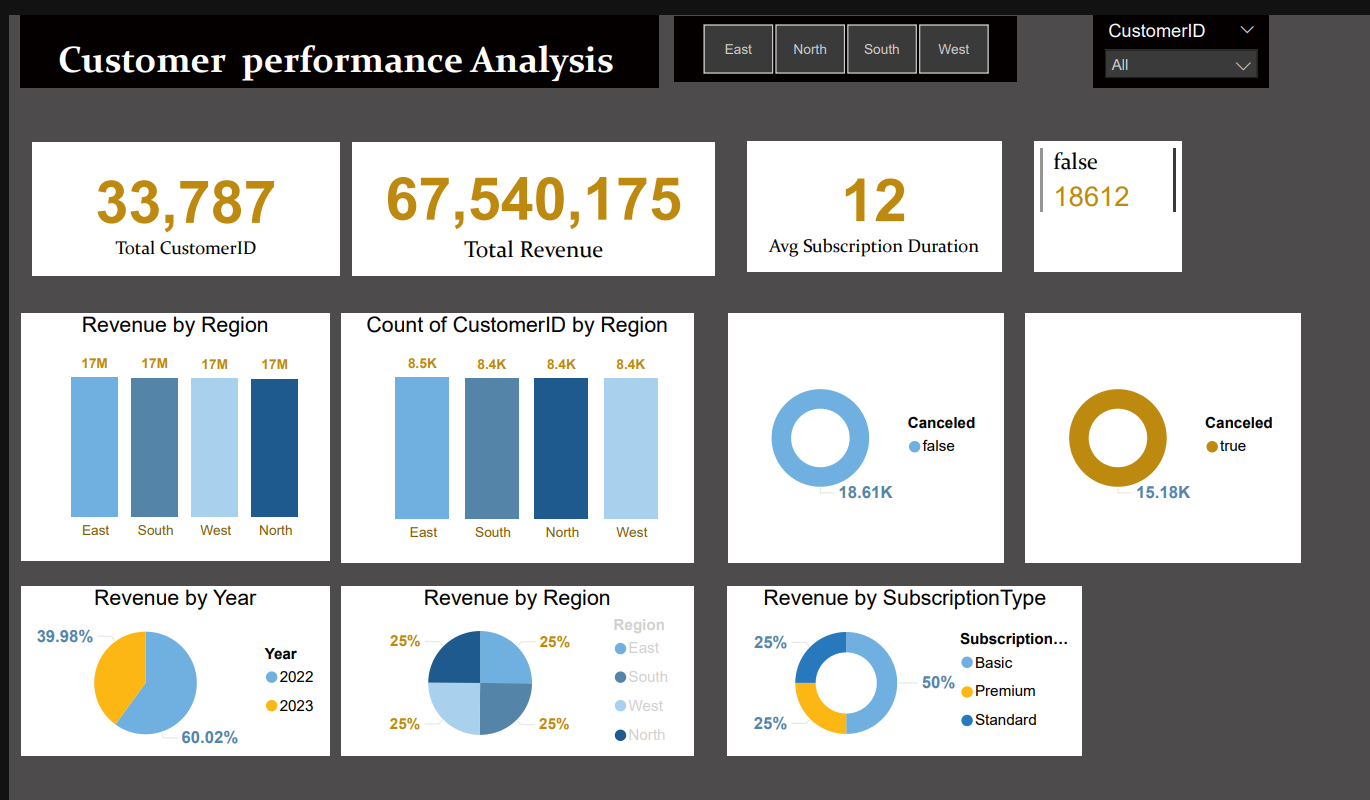 Customer performance Analysis
East
North
South
West
CustomerID
All
33,787
Total CustomerID
67,540,175
Total Revenue
12
Avg Subscription Duration
false
18612
Revenue by Region
17M
17M
17M
17M
East
South
West
North
Count of CustomerID by Region
8.5K
8.4K
8.4K
8.4K
East
South
North
West
Canceled
false
18.61K
Canceled
true
15.18K
Revenue by Year
39.98%
60.02%
Year
2022
2023
Revenue by Region
25%
25%
25%
25%
Region
East
South
West
North
Revenue by SubscriptionType
25%
50%
25%
Subscription...
Basic
Premium
Standard